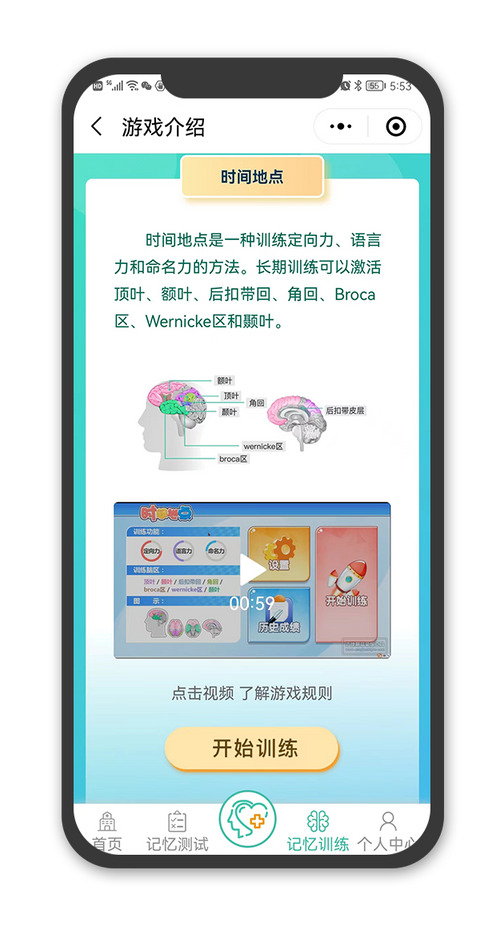 HD 5G 55 5:53
游戏介绍
时间地点
时间地点是一种训练定向力、语言
力和命名力的方法。长期训练可以激活
顶叶、额叶、后扣带回、角回、Broca
区、Wernicke区和颞叶。
额叶
顶叶
角回
颞叶
后扣带皮层
wernicke区
broca区
时间地点
训练功能：
定向力 语言力 命名力
训练脑区：
顶叶 / 额叶 / 后扣带回 / 角回 /
broca区 / wernicke区 / 颞叶
图 示：
设置
历史成绩
开始训练
00:59
点击视频 了解游戏规则
开始训练
首页 记忆测试 记忆训练 个人中心